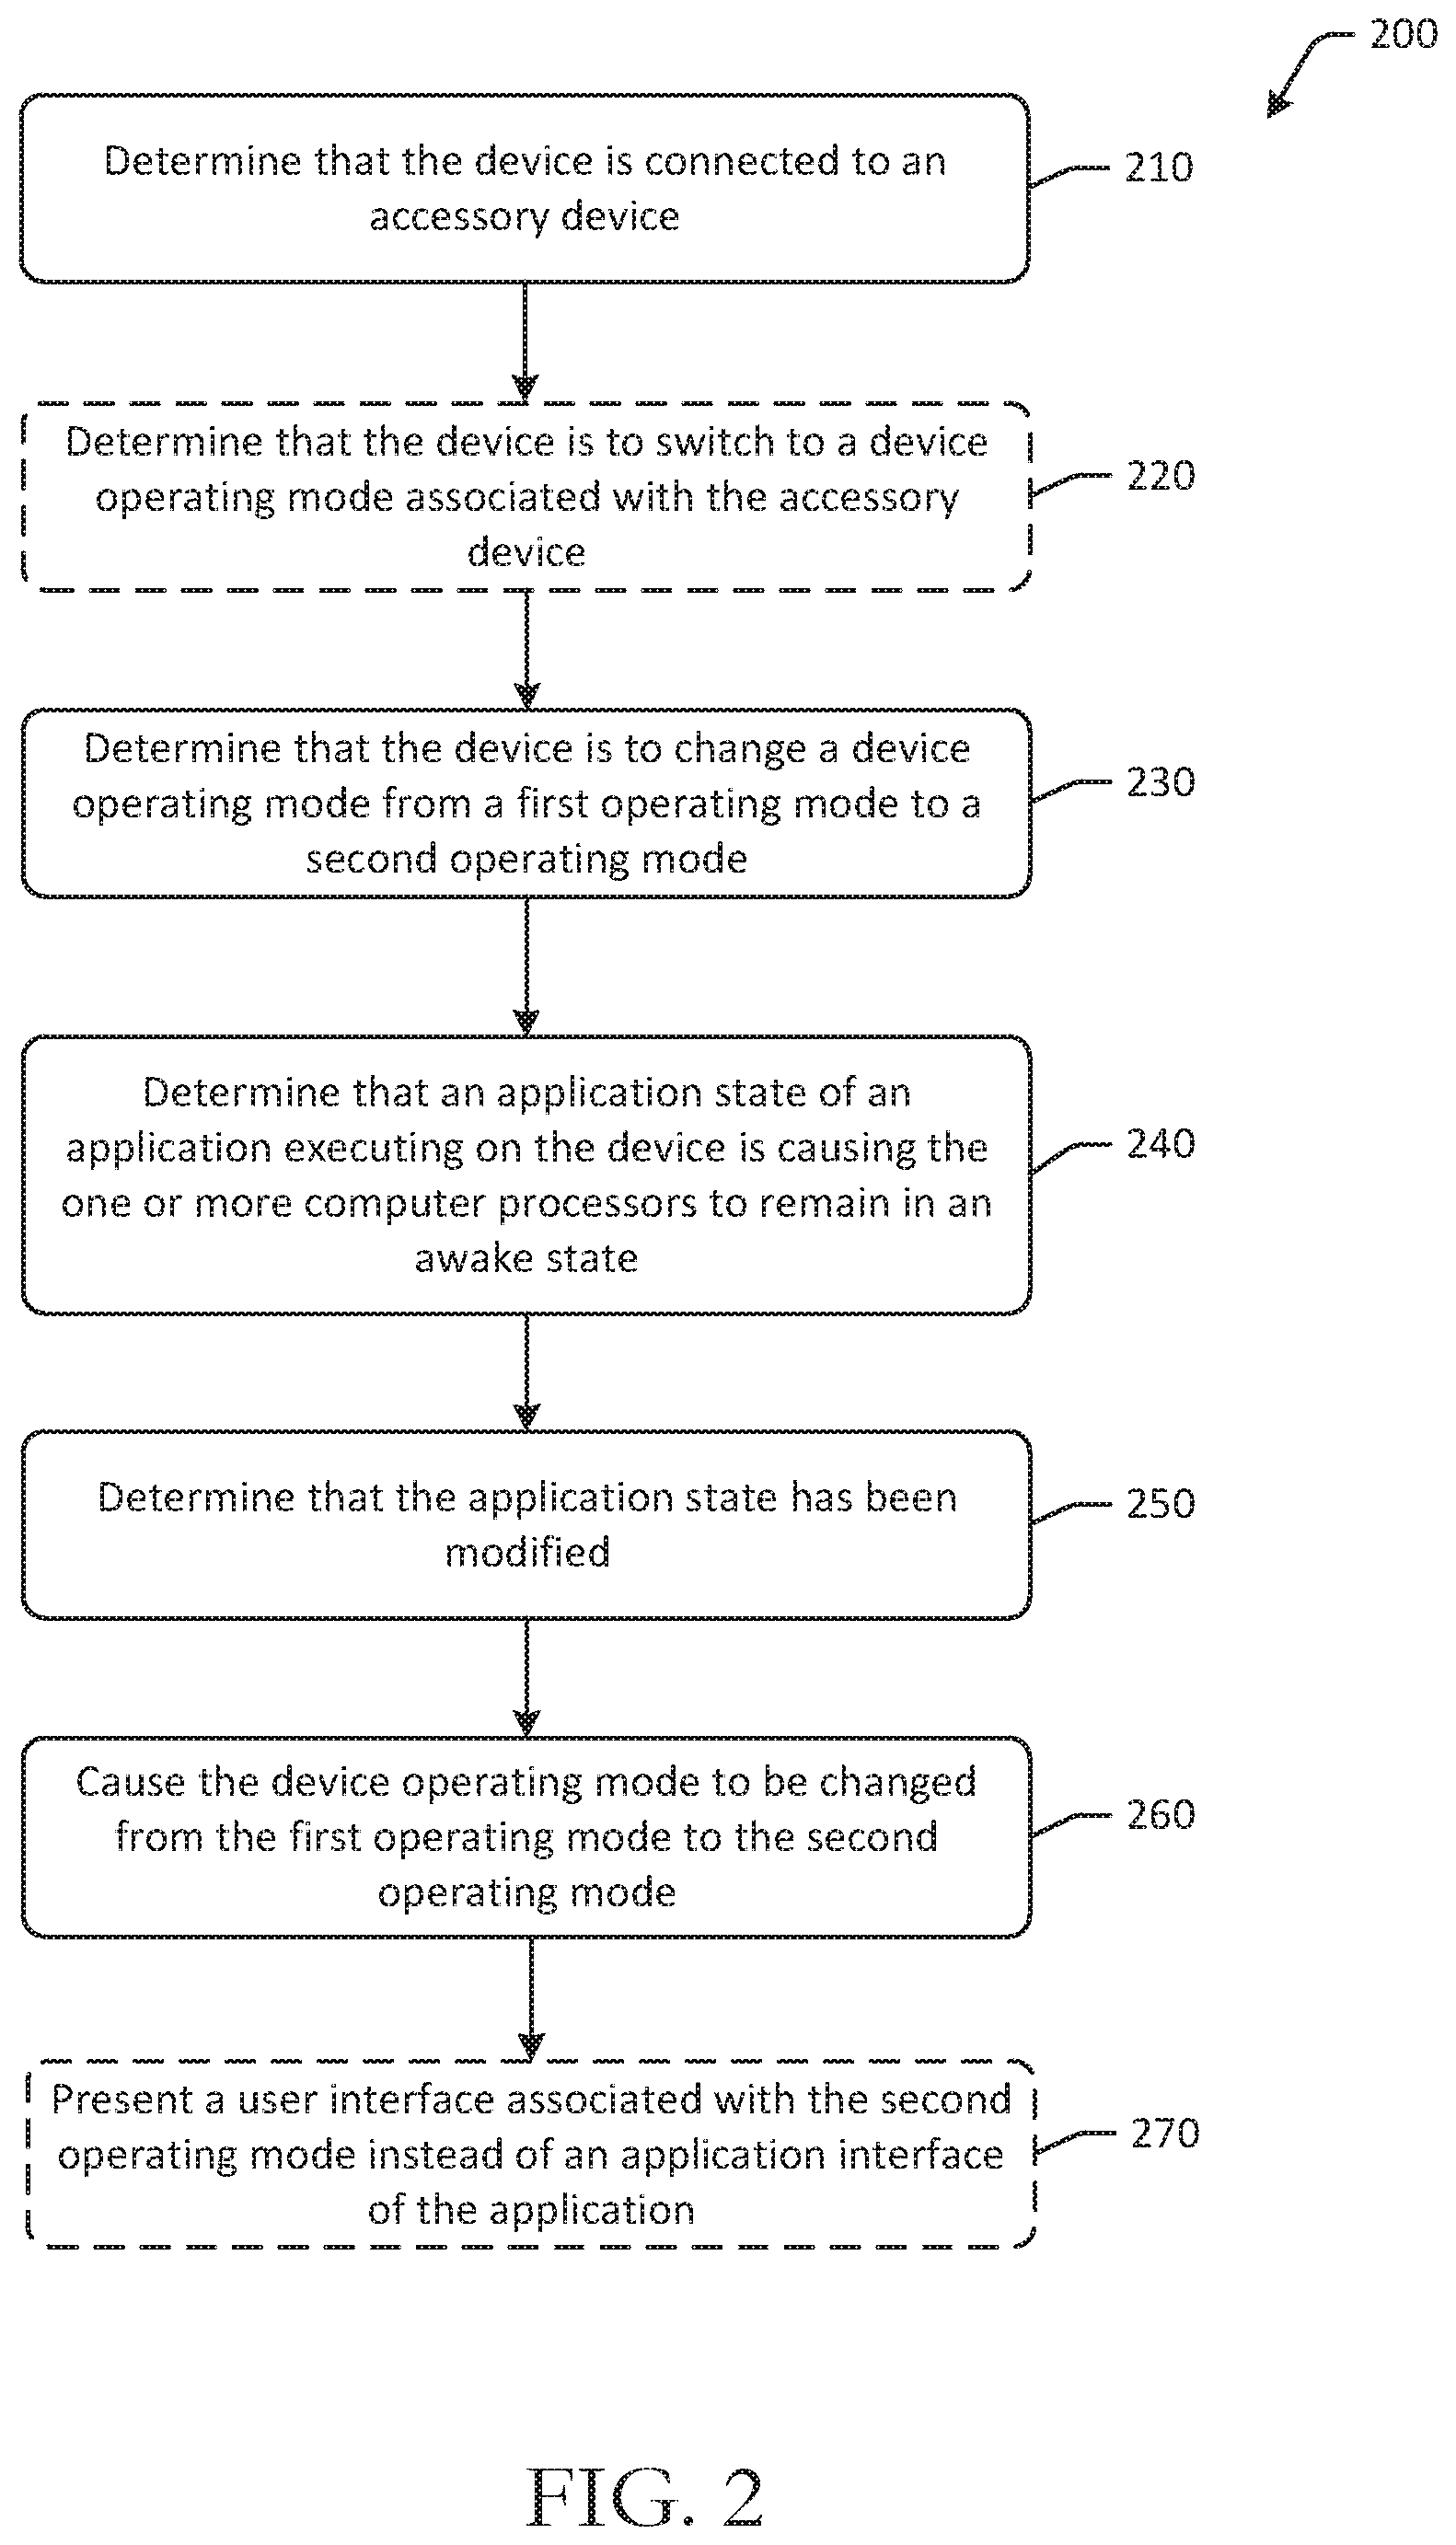 200
Determine that the device is connected to an
accessory device
210
Determine that the device is to switch to a device
operating mode associated with the accessory
device
220
Determine that the device is to change a device
operating mode from a first operating mode to a
second operating mode
230
Determine that an application state of an
application executing on the device is causing the
one or more computer processors to remain in an
awake state
240
Determine that the application state has been
modified
250
Cause the device operating mode to be changed
from the first operating mode to the second
operating mode
260
Present a user interface associated with the second
operating mode instead of an application interface
of the application
270
FIG. 2